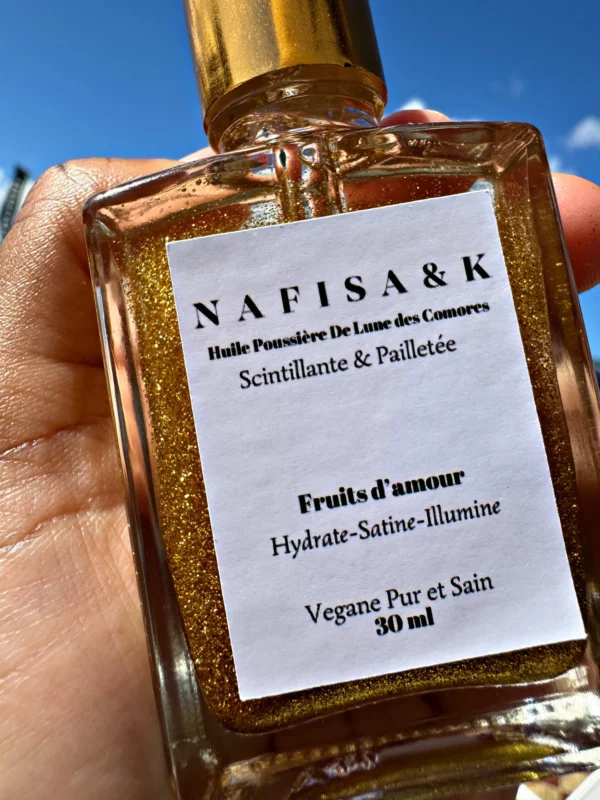 NAFISA&K
Huile Poussière De Lune des Comores
Scintillante & Pailletée
Fruits d'amour
Hydrate-Satine-Illumine
Vegane Pur et Sain
30 ml